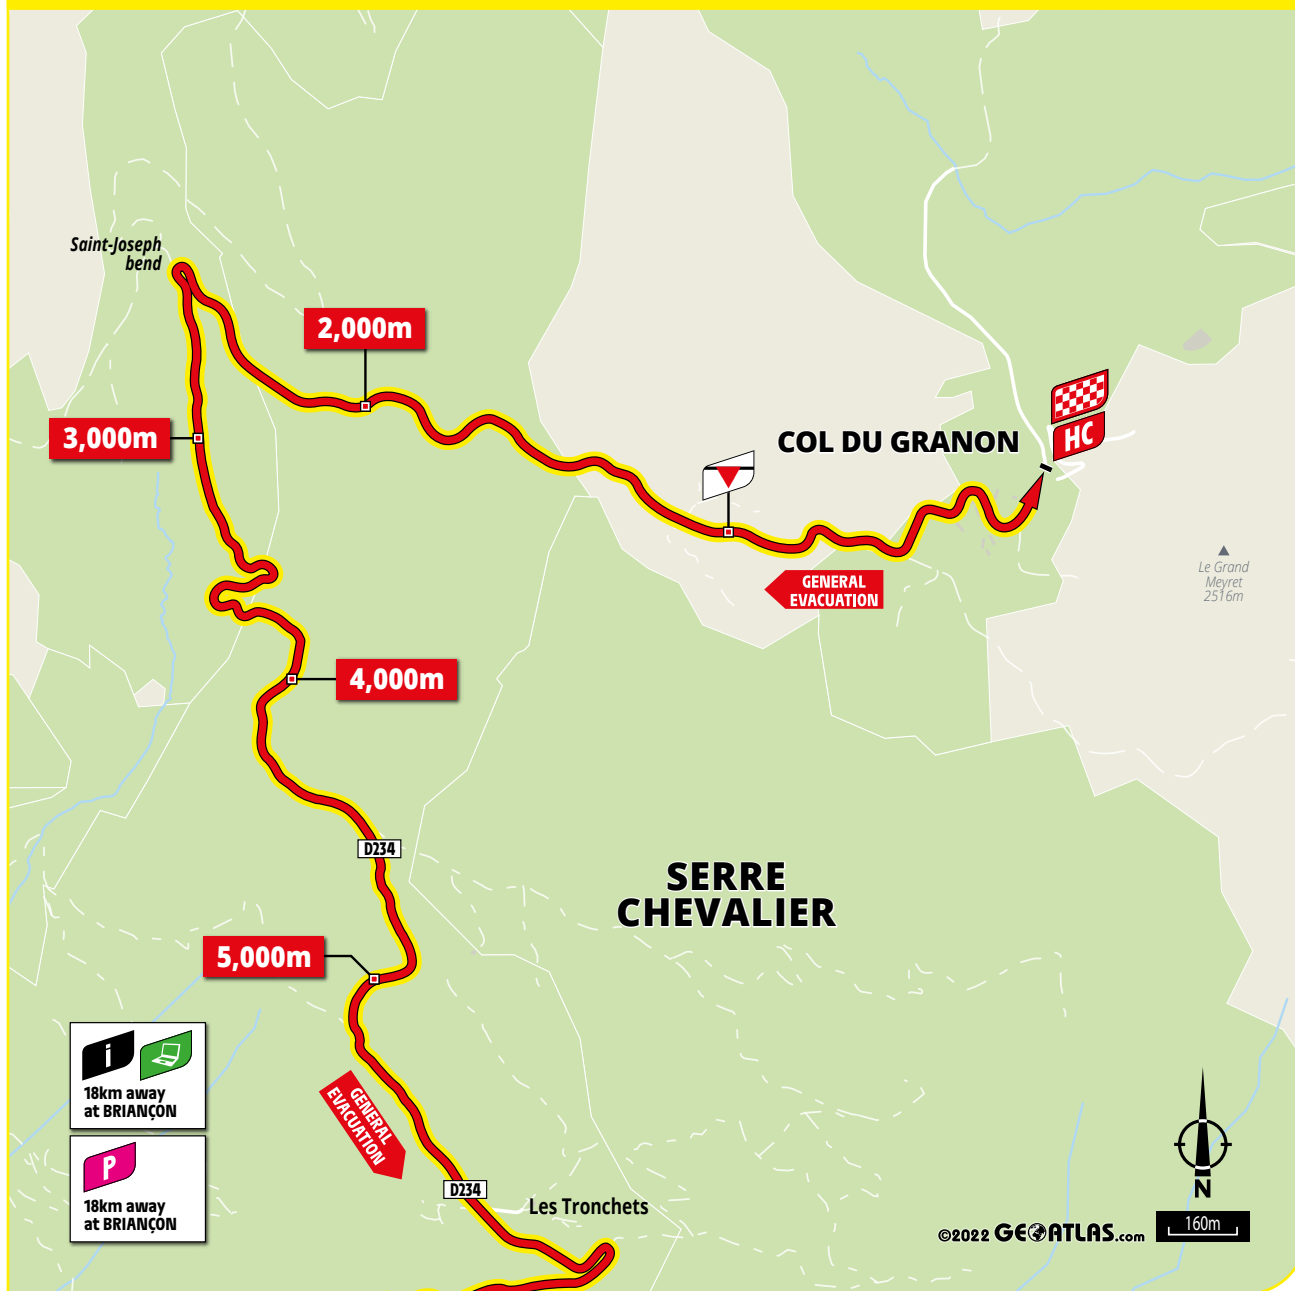 Saint-Joseph
bend
2,000m
3,000m
COL DU GRANON
HC
GENERAL
EVACUATION
Le Grand
Meyret
2516m
4,000m
D234
SERRE
CHEVALIER
5,000m
i
18km away
at BRIANÇON
P
18km away
at BRIANÇON
GENERAL
EVACUATION
D234
Les Tronchets
N
©2022 GEOATLAS.com
160m